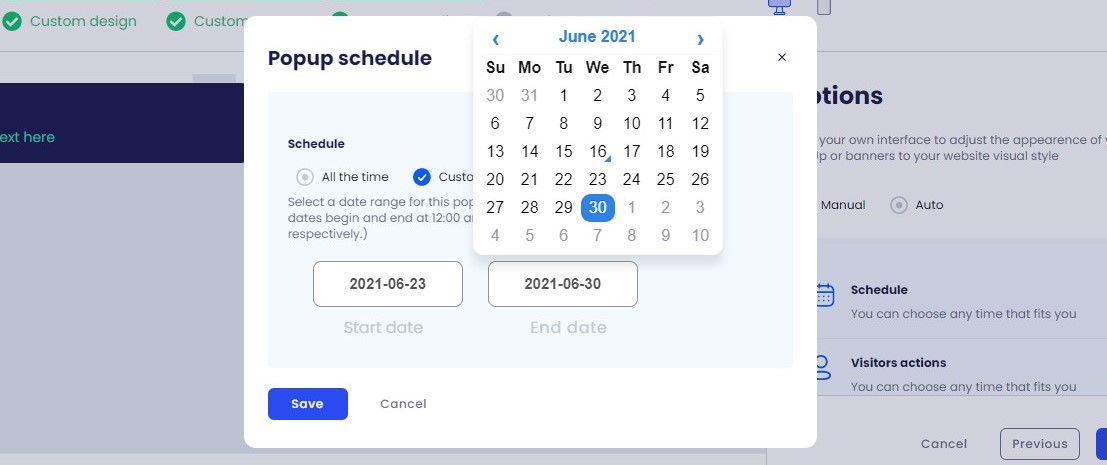 Custom design
Custom
Popup schedule
June 2021
Su Mo Tu We Th Fr Sa
30 31 1 2 3 4 5
6 7 8 9 10 11 12
13 14 15 16 17 18 19
20 21 22 23 24 25 26
27 28 29 30 1 2 3
4 5 6 7 8 9 10
ext here
Schedule
All the time
Custo
Select a date range for this pop
dates begin and end at 12:00 a
respectively.)
2021-06-23
2021-06-30
Start date
End date
Save
Cancel
ptions
your own interface to adjust the appearence of
p or banners to your website visual style
Manual
Auto
Schedule
You can choose any time that fits you
Visitors actions
You can choose any time that fits you
Cancel
Previous